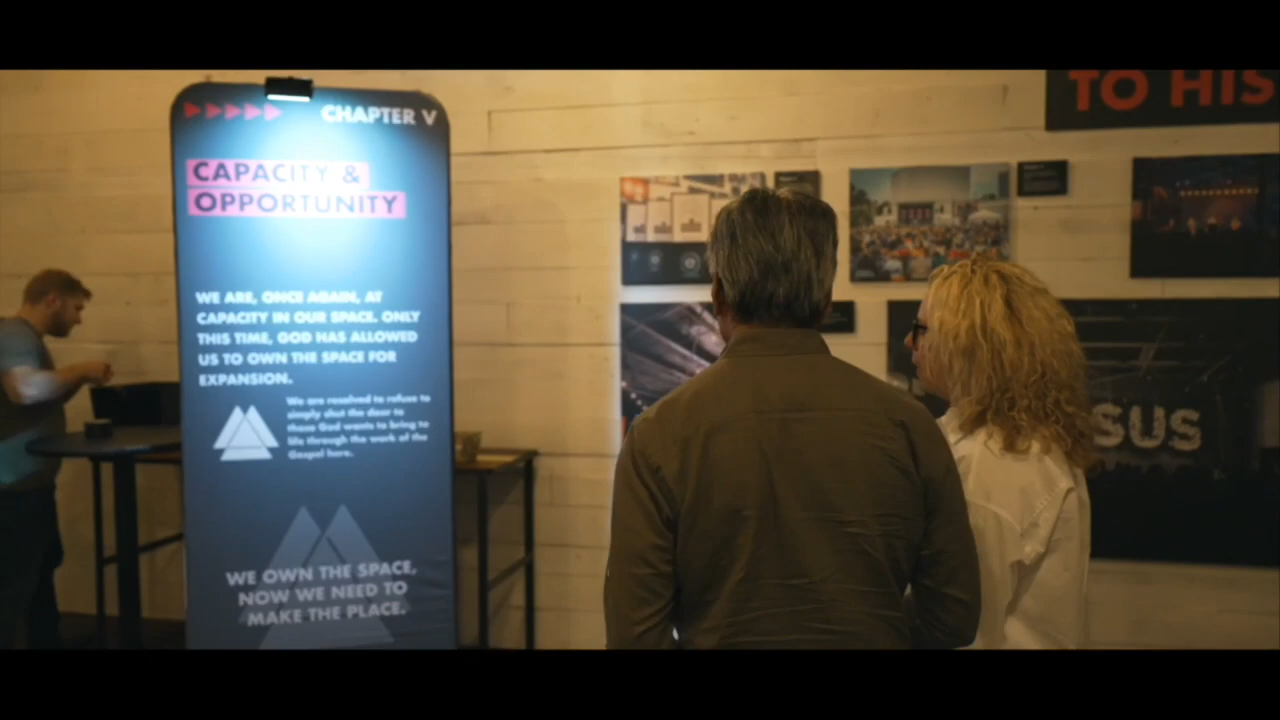 CHAPTER V
CAPACITY &
OPPORTUNITY
WE ARE, ONCE AGAIN, AT
CAPACITY IN OUR SPACE. ONLY
THIS TIME, GOD HAS ALLOWED
US TO OWN THE SPACE FOR
EXPANSION.
We are resolved to refuse to
simply shut the door to
those God wants to bring to
life through the work of the
Gospel here.
WE OWN THE SPACE,
NOW WE NEED TO
MAKE THE PLACE.
TO HIS
SUS